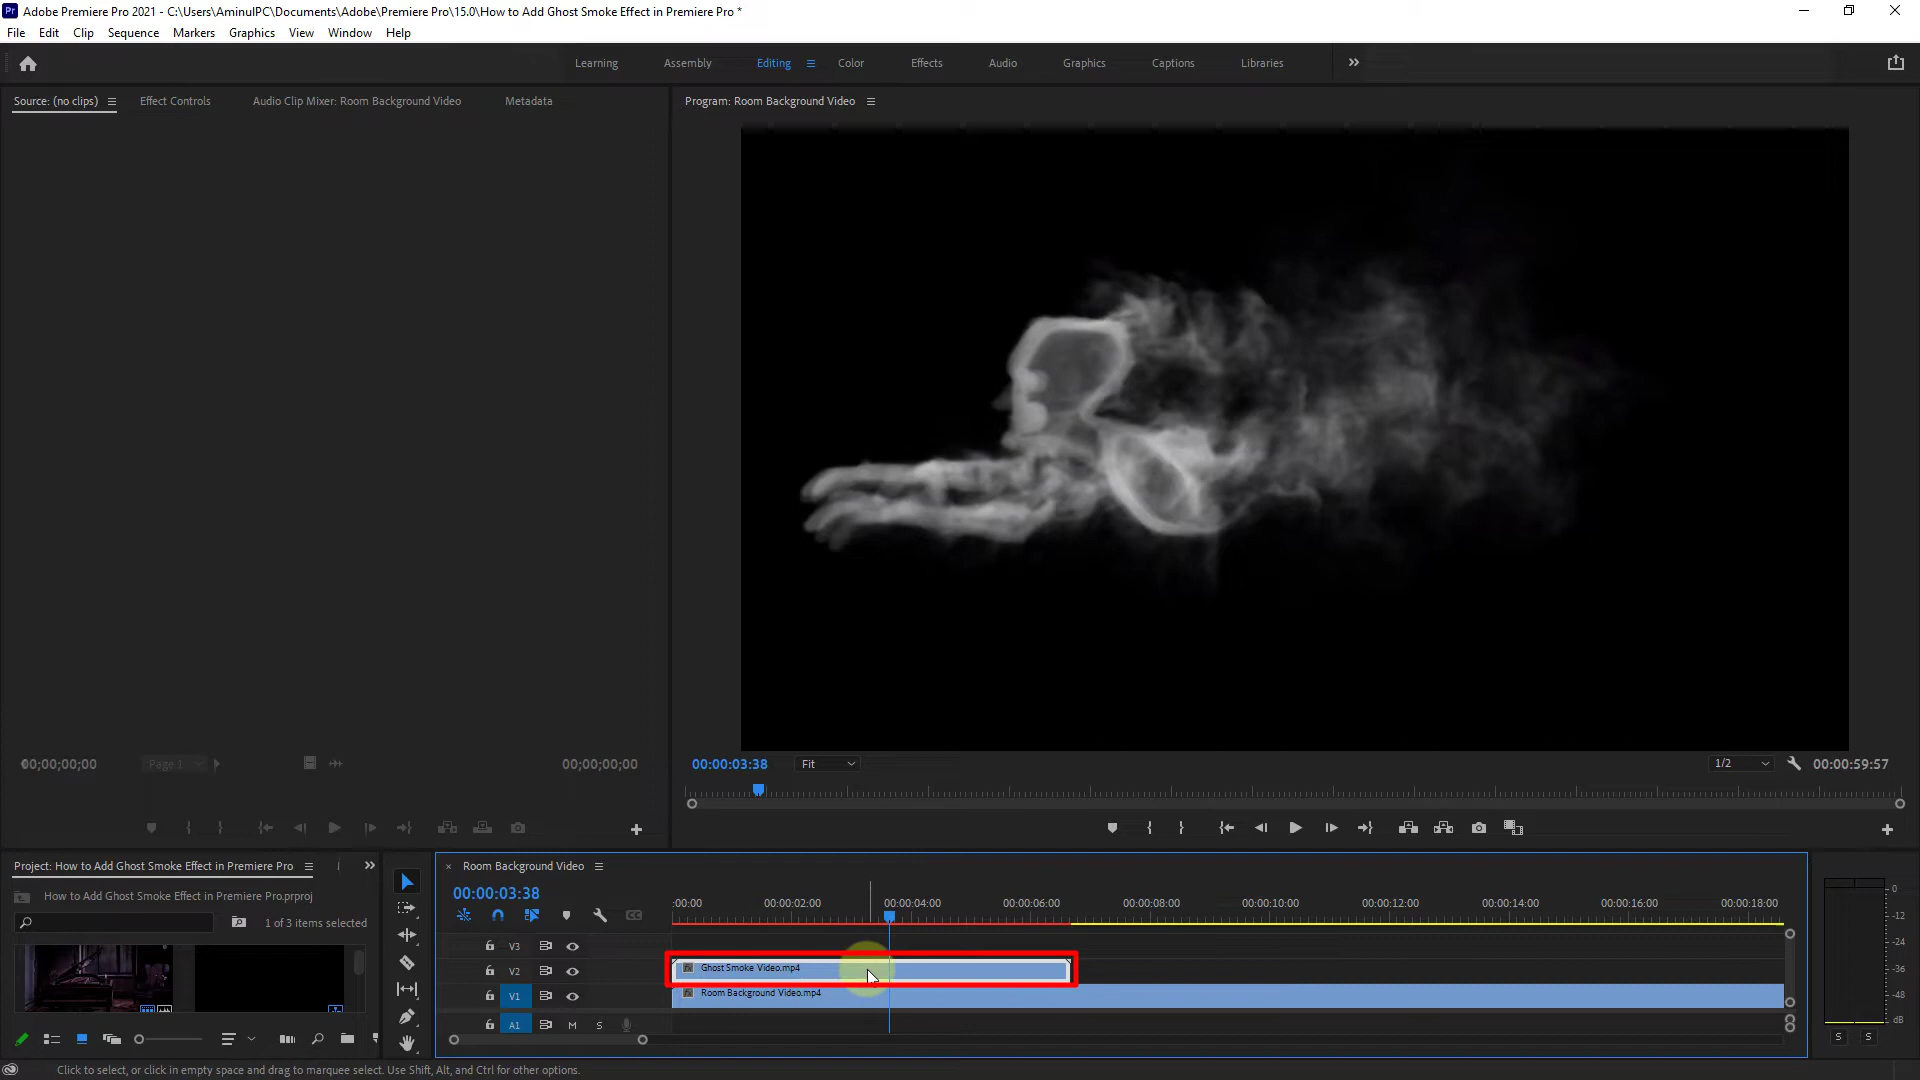 Pr Adobe Premiere Pro 2021 - C:\Users\AminulPC\Documents\Adobe\Premiere Pro\15.0\How to Add Ghost Smoke Effect in Premiere Pro *
File Edit Clip Sequence Markers Graphics View Window Help
Learning Assembly Editing Color Effects Audio Graphics Captions Libraries
Source: (no clips) Effect Controls Audio Clip Mixer: Room Background Video Metadata
Program: Room Background Video
00;00;00;00 Page 1 00;00;00;00
00:00:03:38 Fit 1/2 00:00:59:57
Project: How to Add Ghost Smoke Effect in Premiere Pro
How to Add Ghost Smoke Effect in Premiere Pro.prproj
1 of 3 items selected
Room Background Video
00:00:03:38
:00:00 00:00:02:00 00:00:04:00 00:00:06:00 00:00:08:00 00:00:10:00 00:00:12:00 00:00:14:00 00:00:16:00 00:00:18:00
V3
V2 Ghost Smoke Video.mp4
V1 Room Background Video.mp4
A1 M S
0
-12
-24
-36
-48
dB
S S
Click to select, or click in empty space and drag to marquee select. Use Shift, Alt, and Ctrl for other options.